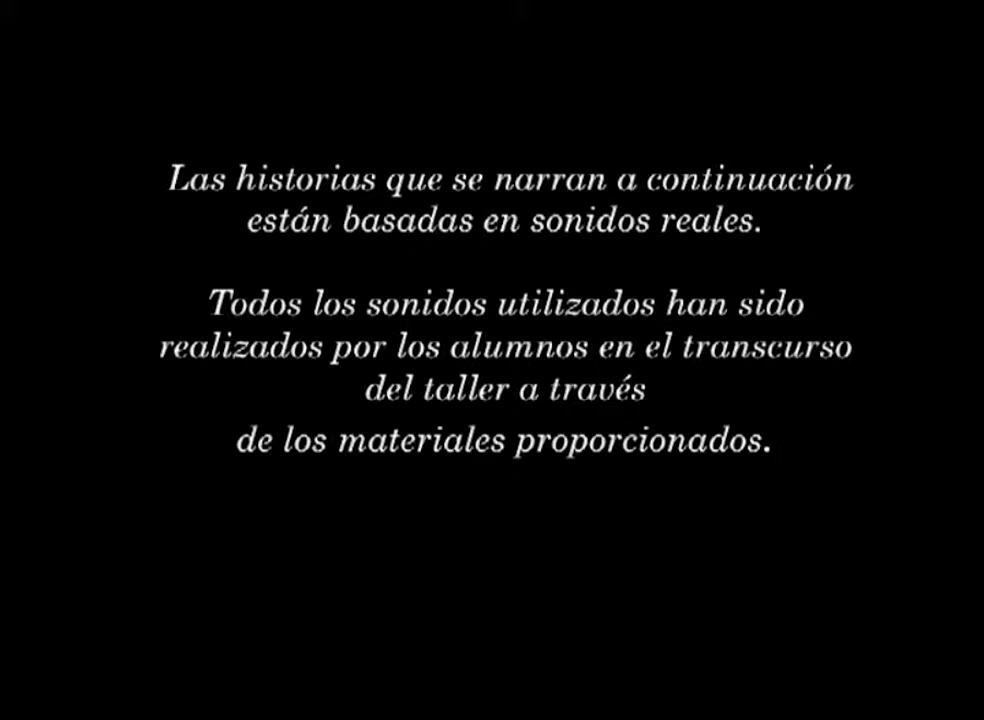 Las historias que se narran a continuación
están basadas en sonidos reales.
Todos los sonidos utilizados han sido
realizados por los alumnos en el transcurso
del taller a través
de los materiales proporcionados.